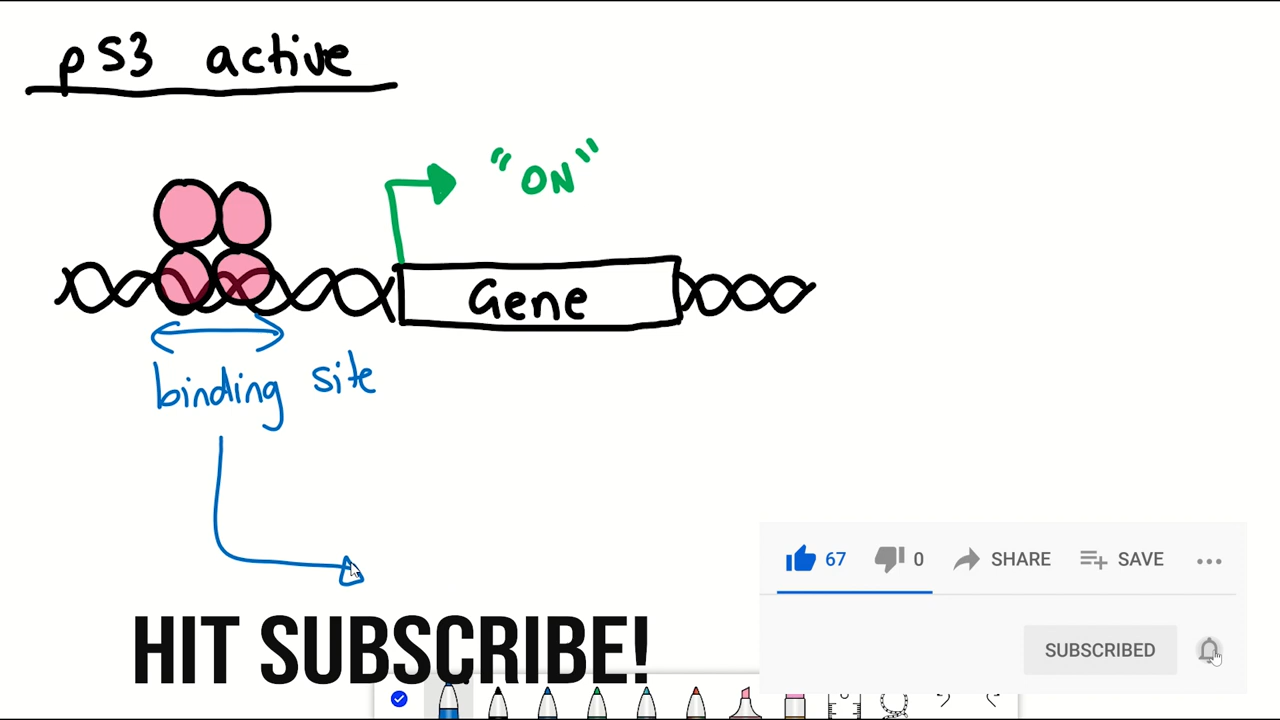 p53 active
"ON"
Gene
binding site
67 0 SHARE SAVE
SUBSCRIBED
HIT SUBSCRIBE!